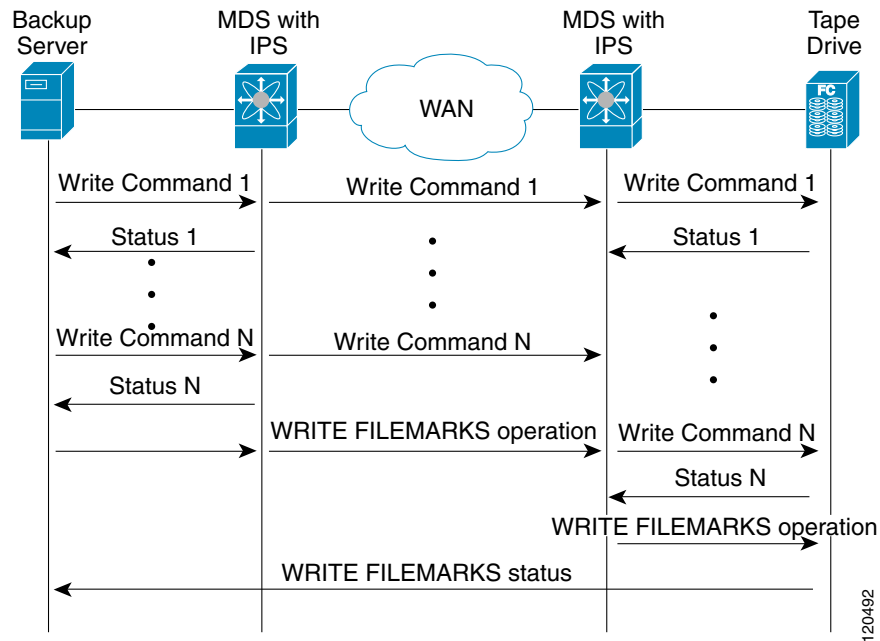 Backup
Server
MDS with
IPS
MDS with
IPS
Tape
Drive
WAN
FC
Write Command 1
Write Command 1
Write Command 1
Status 1
Status 1
Write Command N
Write Command N
Status N
WRITE FILEMARKS operation
Write Command N
Status N
WRITE FILEMARKS operation
WRITE FILEMARKS status
120492